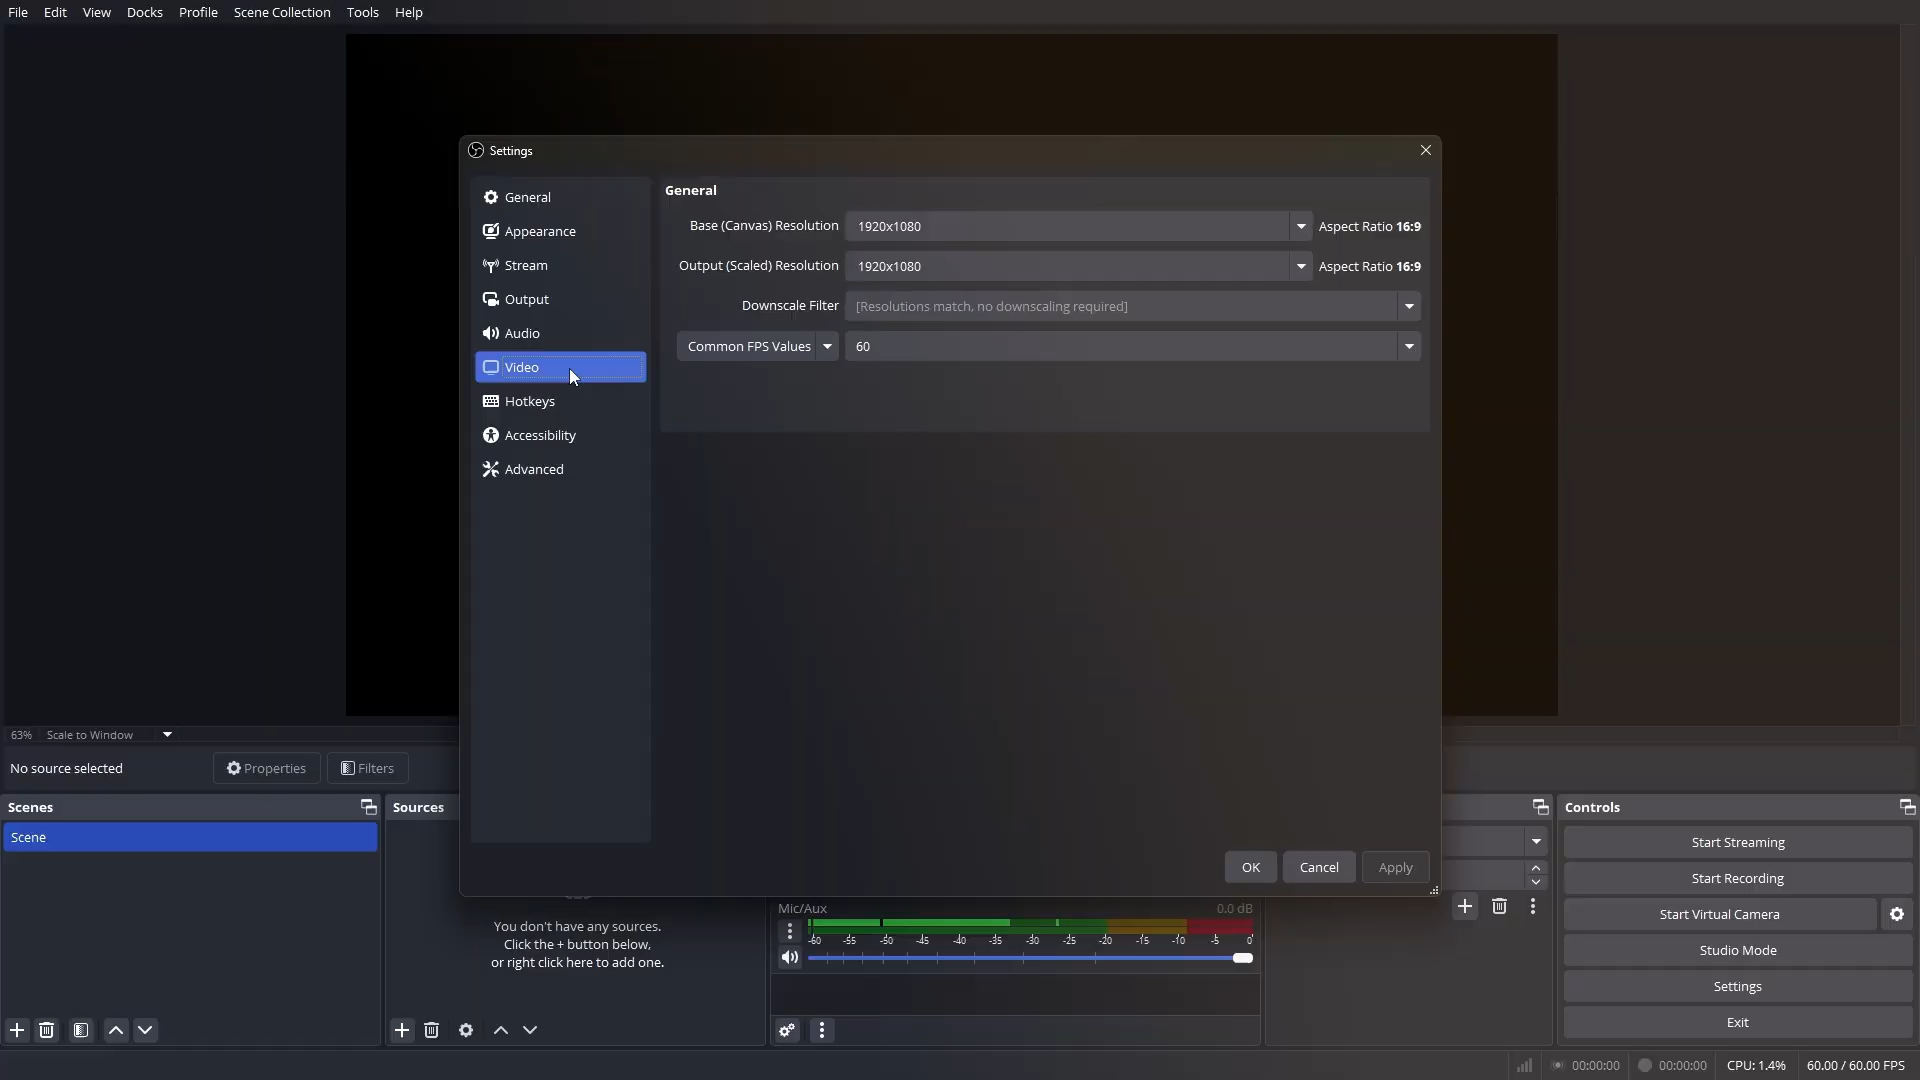 File Edit View Docks Profile Scene Collection Tools Help
Settings
General
Appearance
Stream
Output
Audio
Video
Hotkeys
Accessibility
Advanced
General
Base (Canvas) Resolution 1920x1080 Aspect Ratio 16:9
Output (Scaled) Resolution 1920x1080 Aspect Ratio 16:9
Downscale Filter [Resolutions match, no downscaling required]
Common FPS Values 60
OK Cancel Apply
63% Scale to Window
No source selected Properties Filters
Scenes
Scene
Sources
You don't have any sources.
Click the + button below,
or right click here to add one.
Mic/Aux 0.0 dB
-60 -55 -50 -45 -40 -35 -30 -25 -20 -15 -10 -5 0
Controls
Start Streaming
Start Recording
Start Virtual Camera
Studio Mode
Settings
Exit
00:00:00 00:00:00 CPU: 1.4% 60.00 / 60.00 FPS